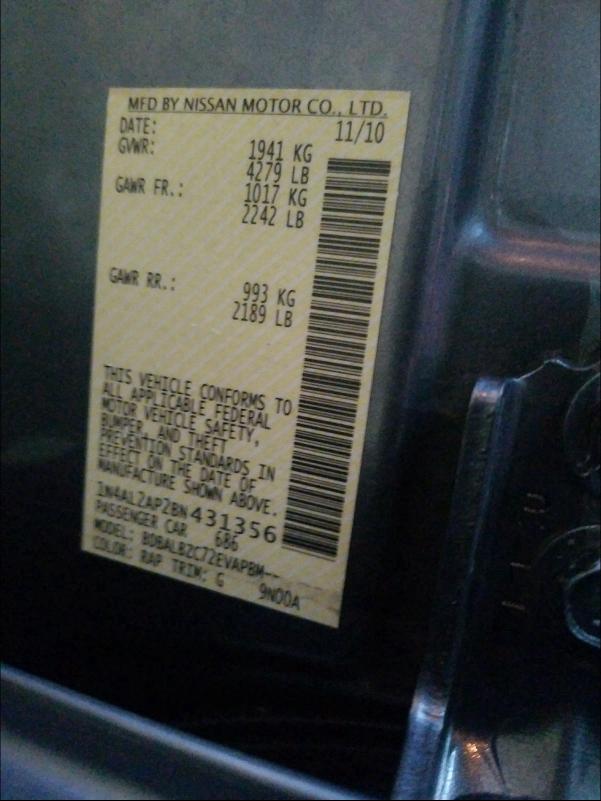 MFD BY NISSAN MOTOR CO., LTD.
DATE: 11/10
GVWR: 1941 KG
4279 LB
GAWR FR.: 1017 KG
2242 LB
GAWR RR.: 993 KG
2189 LB
THIS VEHICLE CONFORMS TO
ALL APPLICABLE FEDERAL
MOTOR VEHICLE SAFETY,
BUMPER, AND THEFT
PREVENTION STANDARDS IN
EFFECT ON THE DATE OF
MANUFACTURE SHOWN ABOVE.
1N4AL2AP2BN431356
PASSENGER CAR 686
MODEL: BDBALBZC72EVAPBM--
COLOR: RAP TRIM: G 9N00A